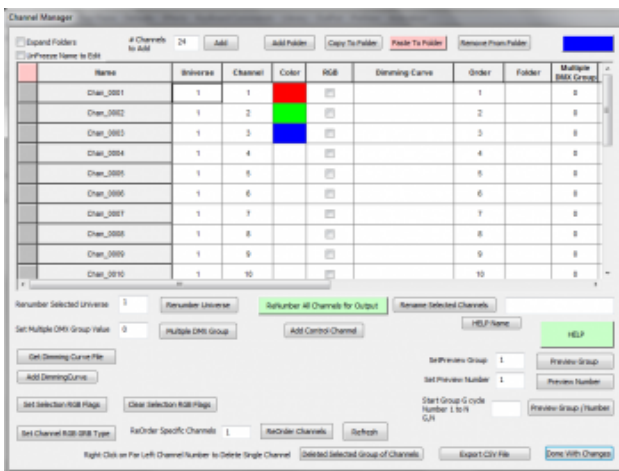 Channel Manager
Expand Folders
# Channels to Add 24 Add Add Folder Copy To Folder Paste To Folder Remove From Folder
UnFreeze Name to Edit
Name Universe Channel Color RGB Dimming Curve Order Folder Multiple DMX Group
Chan_0001 1 1 1 0
Chan_0002 1 2 2 0
Chan_0003 1 3 3 0
Chan_0004 1 4 4 0
Chan_0005 1 5 5 0
Chan_0006 1 6 6 0
Chan_0007 1 7 7 0
Chan_0008 1 8 8 0
Chan_0009 1 9 9 0
Chan_0010 1 10 10 0
Renumber Selected Universe Renumber Universe ReNumber All Channels for Output Rename Selected Channels
Set Multiple DMX Group Value 0 Multiple DMX Group Add Control Channel HELP Name HELP
Get Dimming Curve File SetPreview Group 1 Preview Group
Add DimmingCurve Set Preview Number 1 Preview Number
Set Selection RGB Flags Clear Selection RGB Flags Start Group G cycle
Number 1 to N
G,N Preview Group /Number
Set Channel RGB GRB Type ReOrder Specific Channels 1 ReOrder Channels Refresh
Right Click on Far Left Channel Number to Delete Single Channel Deleted Selected Group of Channels Export CSV File Done With Changes